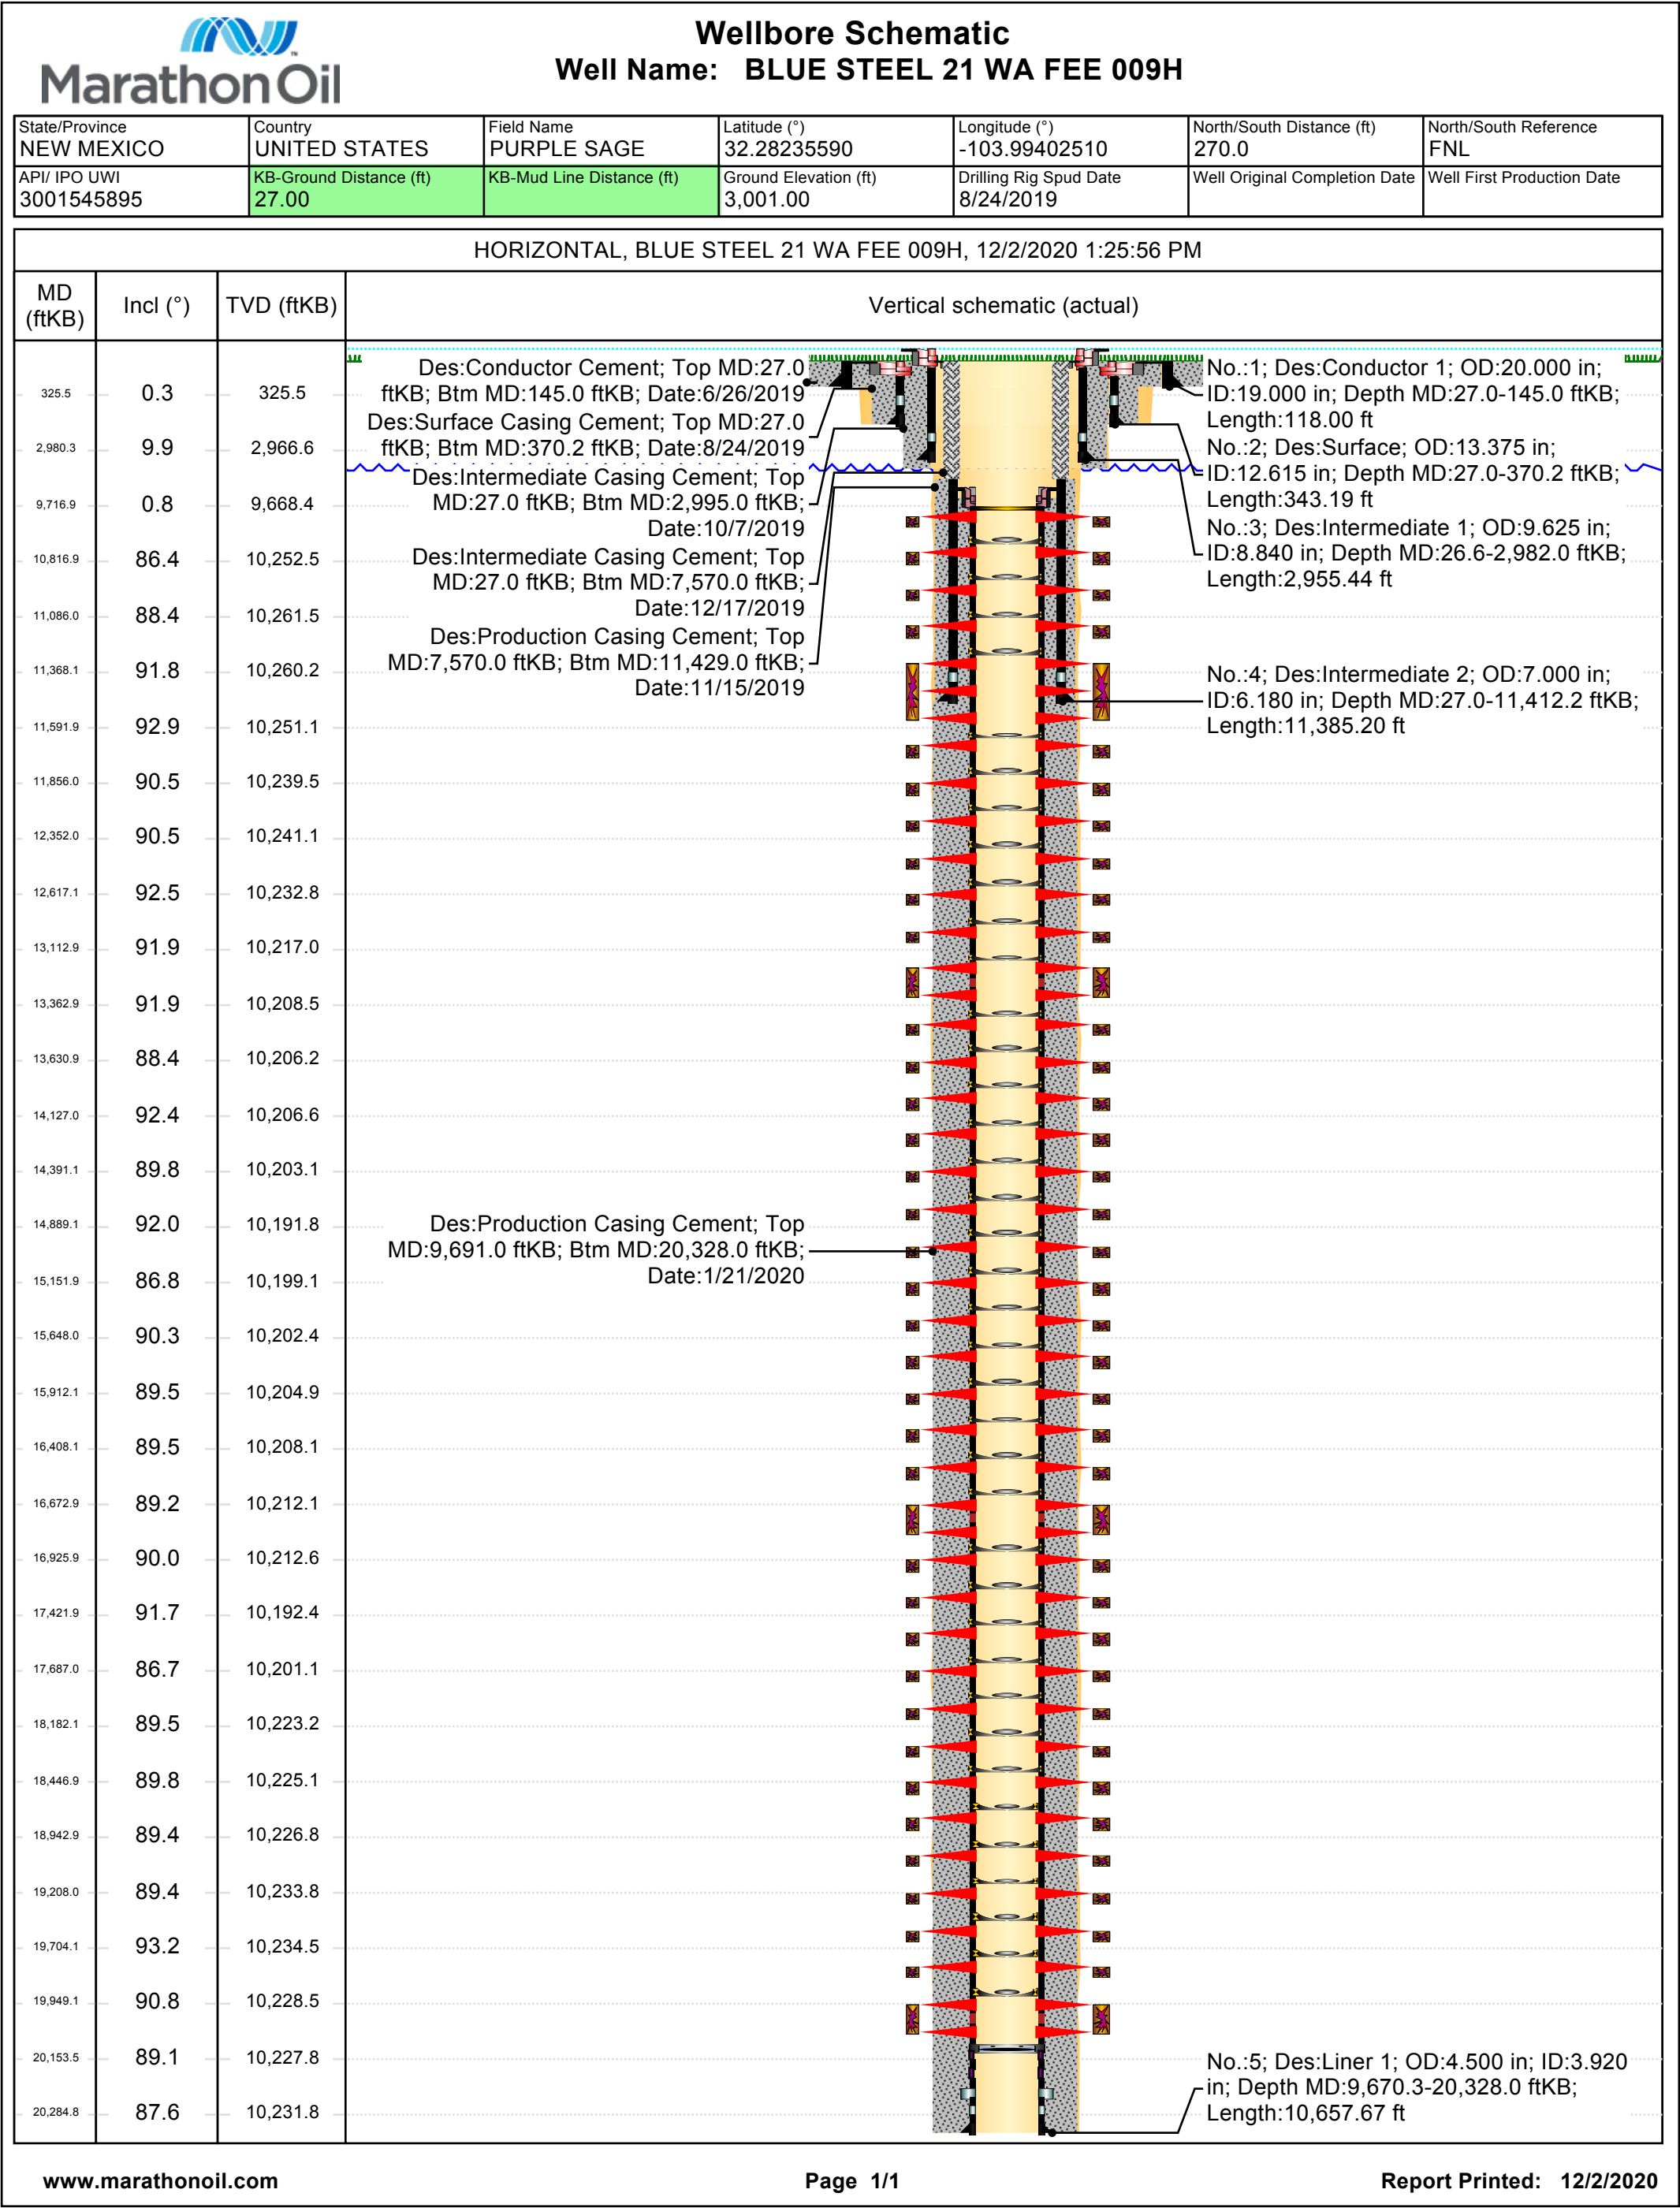 Marathon Oil
Wellbore Schematic
Well Name: BLUE STEEL 21 WA FEE 009H
State/Province
NEW MEXICO
Country
UNITED STATES
Field Name
PURPLE SAGE
Latitude (°)
32.28235590
Longitude (°)
-103.99402510
North/South Distance (ft)
270.0
North/South Reference
FNL
API/ IPO UWI
3001545895
KB-Ground Distance (ft)
27.00
KB-Mud Line Distance (ft)
Ground Elevation (ft)
3,001.00
Drilling Rig Spud Date
8/24/2019
Well Original Completion Date
Well First Production Date
HORIZONTAL, BLUE STEEL 21 WA FEE 009H, 12/2/2020 1:25:56 PM
MD
(ftKB)
Incl (°)
TVD (ftKB)
Vertical schematic (actual)
325.5 0.3 325.5
2,980.3 9.9 2,966.6
9,716.9 0.8 9,668.4
10,816.9 86.4 10,252.5
11,086.0 88.4 10,261.5
11,368.1 91.8 10,260.2
11,591.9 92.9 10,251.1
11,856.0 90.5 10,239.5
12,352.0 90.5 10,241.1
12,617.1 92.5 10,232.8
13,112.9 91.9 10,217.0
13,362.9 91.9 10,208.5
13,630.9 88.4 10,206.2
14,127.0 92.4 10,206.6
14,391.1 89.8 10,203.1
14,889.1 92.0 10,191.8
15,151.9 86.8 10,199.1
15,648.0 90.3 10,202.4
15,912.1 89.5 10,204.9
16,408.1 89.5 10,208.1
16,672.9 89.2 10,212.1
16,925.9 90.0 10,212.6
17,421.9 91.7 10,192.4
17,687.0 86.7 10,201.1
18,182.1 89.5 10,223.2
18,446.9 89.8 10,225.1
18,942.9 89.4 10,226.8
19,208.0 89.4 10,233.8
19,704.1 93.2 10,234.5
19,949.1 90.8 10,228.5
20,153.5 89.1 10,227.8
20,284.8 87.6 10,231.8
Des:Conductor Cement; Top MD:27.0
ftKB; Btm MD:145.0 ftKB; Date:6/26/2019
Des:Surface Casing Cement; Top MD:27.0
ftKB; Btm MD:370.2 ftKB; Date:8/24/2019
Des:Intermediate Casing Cement; Top
MD:27.0 ftKB; Btm MD:2,995.0 ftKB;
Date:10/7/2019
Des:Intermediate Casing Cement; Top
MD:27.0 ftKB; Btm MD:7,570.0 ftKB;
Date:12/17/2019
Des:Production Casing Cement; Top
MD:7,570.0 ftKB; Btm MD:11,429.0 ftKB;
Date:11/15/2019
Des:Production Casing Cement; Top
MD:9,691.0 ftKB; Btm MD:20,328.0 ftKB;
Date:1/21/2020
No.:1; Des:Conductor 1; OD:20.000 in;
ID:19.000 in; Depth MD:27.0-145.0 ftKB;
Length:118.00 ft
No.:2; Des:Surface; OD:13.375 in;
ID:12.615 in; Depth MD:27.0-370.2 ftKB;
Length:343.19 ft
No.:3; Des:Intermediate 1; OD:9.625 in;
ID:8.840 in; Depth MD:26.6-2,982.0 ftKB;
Length:2,955.44 ft
No.:4; Des:Intermediate 2; OD:7.000 in;
ID:6.180 in; Depth MD:27.0-11,412.2 ftKB;
Length:11,385.20 ft
No.:5; Des:Liner 1; OD:4.500 in; ID:3.920
in; Depth MD:9,670.3-20,328.0 ftKB;
Length:10,657.67 ft
www.marathonoil.com
Page 1/1
Report Printed: 12/2/2020